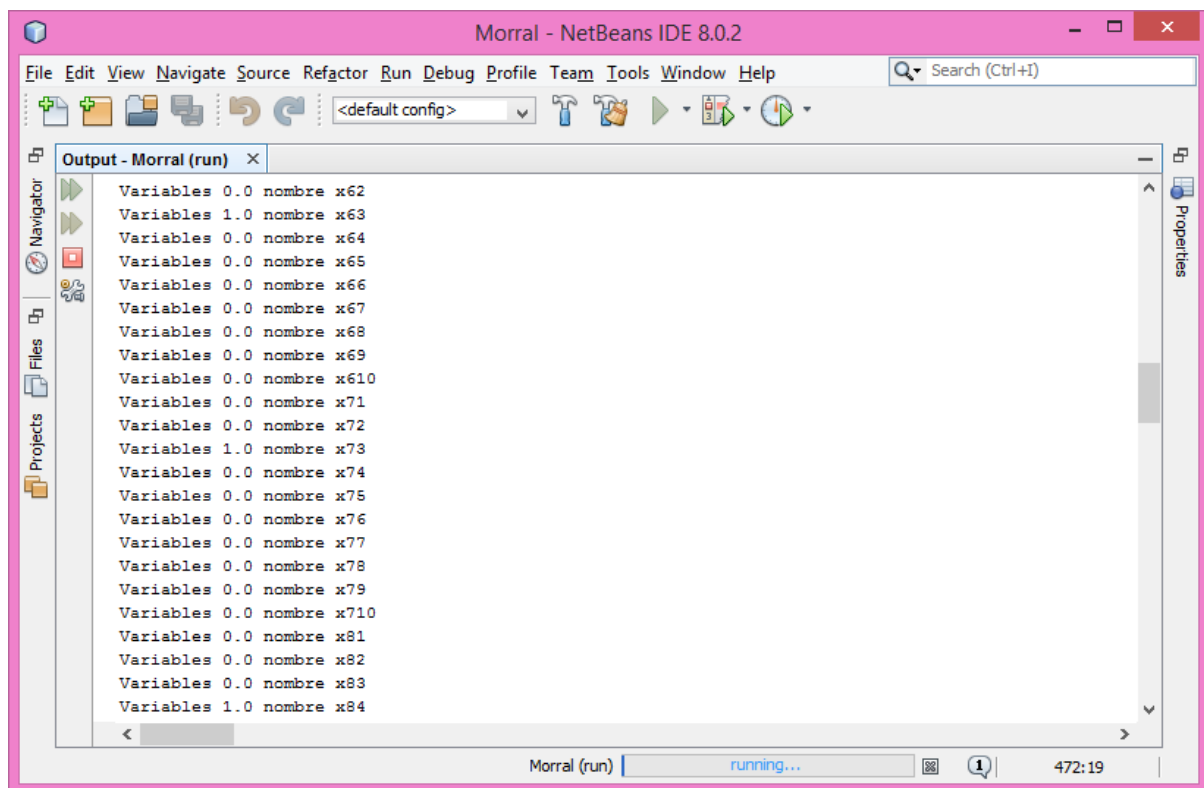 Morral - NetBeans IDE 8.0.2
File Edit View Navigate Source Refactor Run Debug Profile Team Tools Window Help
Search (Ctrl+I)
<default config>
Output - Morral (run)
Navigator
Files
Projects
Properties
Variables 0.0 nombre x62
Variables 1.0 nombre x63
Variables 0.0 nombre x64
Variables 0.0 nombre x65
Variables 0.0 nombre x66
Variables 0.0 nombre x67
Variables 0.0 nombre x68
Variables 0.0 nombre x69
Variables 0.0 nombre x610
Variables 0.0 nombre x71
Variables 0.0 nombre x72
Variables 1.0 nombre x73
Variables 0.0 nombre x74
Variables 0.0 nombre x75
Variables 0.0 nombre x76
Variables 0.0 nombre x77
Variables 0.0 nombre x78
Variables 0.0 nombre x79
Variables 0.0 nombre x710
Variables 0.0 nombre x81
Variables 0.0 nombre x82
Variables 0.0 nombre x83
Variables 1.0 nombre x84
Morral (run)
running...
1
472:19